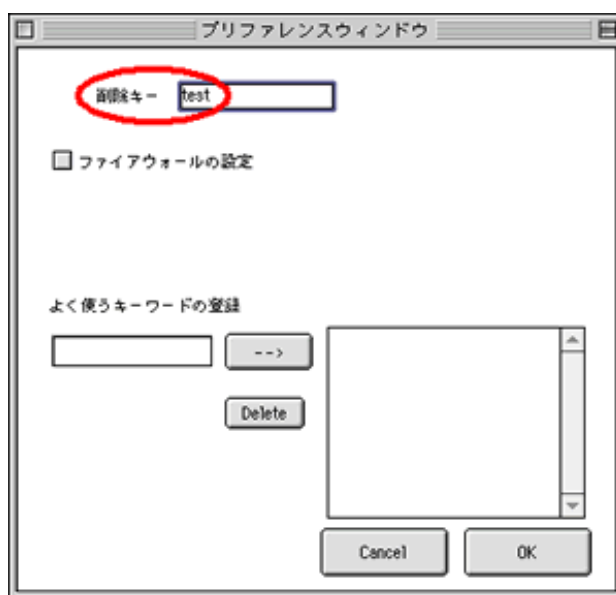 プリファレンスウィンドウ
削除キー test
ファイアウォールの設定
よく使うキーワードの登録
-->
Delete
Cancel OK